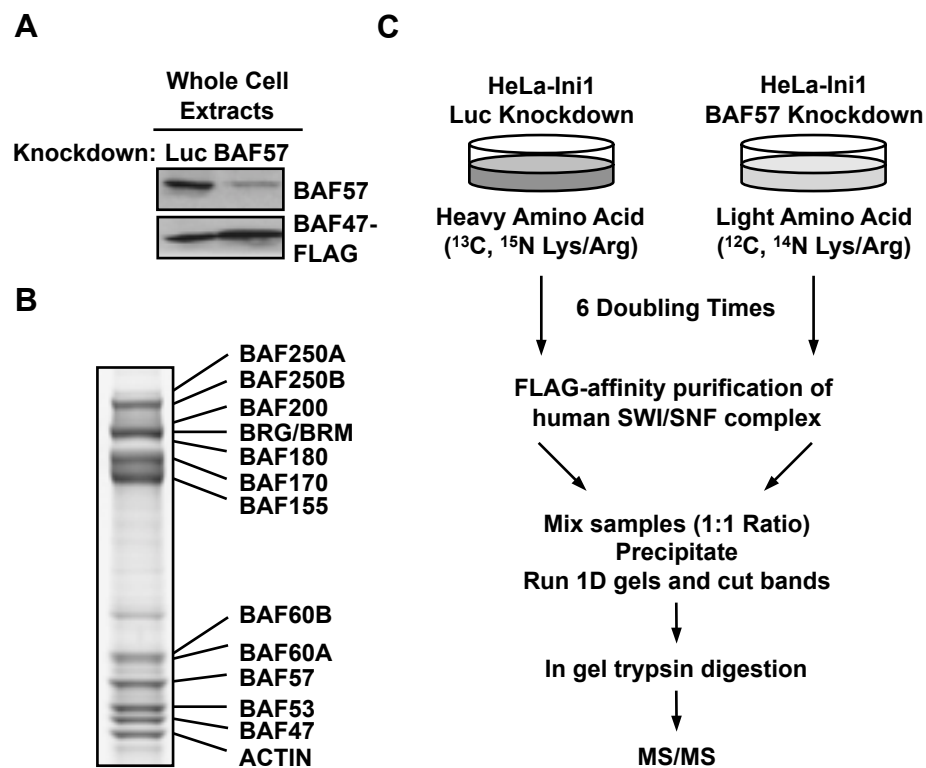 A
Whole Cell
Extracts
Knockdown: Luc BAF57
BAF57
BAF47-
FLAG
B
BAF250A
BAF250B
BAF200
BRG/BRM
BAF180
BAF170
BAF155
BAF60B
BAF60A
BAF57
BAF53
BAF47
ACTIN
C
HeLa-Ini1
Luc Knockdown
HeLa-Ini1
BAF57 Knockdown
Heavy Amino Acid
(¹³C, ¹⁵N Lys/Arg)
Light Amino Acid
(¹²C, ¹⁴N Lys/Arg)
6 Doubling Times
FLAG-affinity purification of
human SWI/SNF complex
Mix samples (1:1 Ratio)
Precipitate
Run 1D gels and cut bands
In gel trypsin digestion
MS/MS